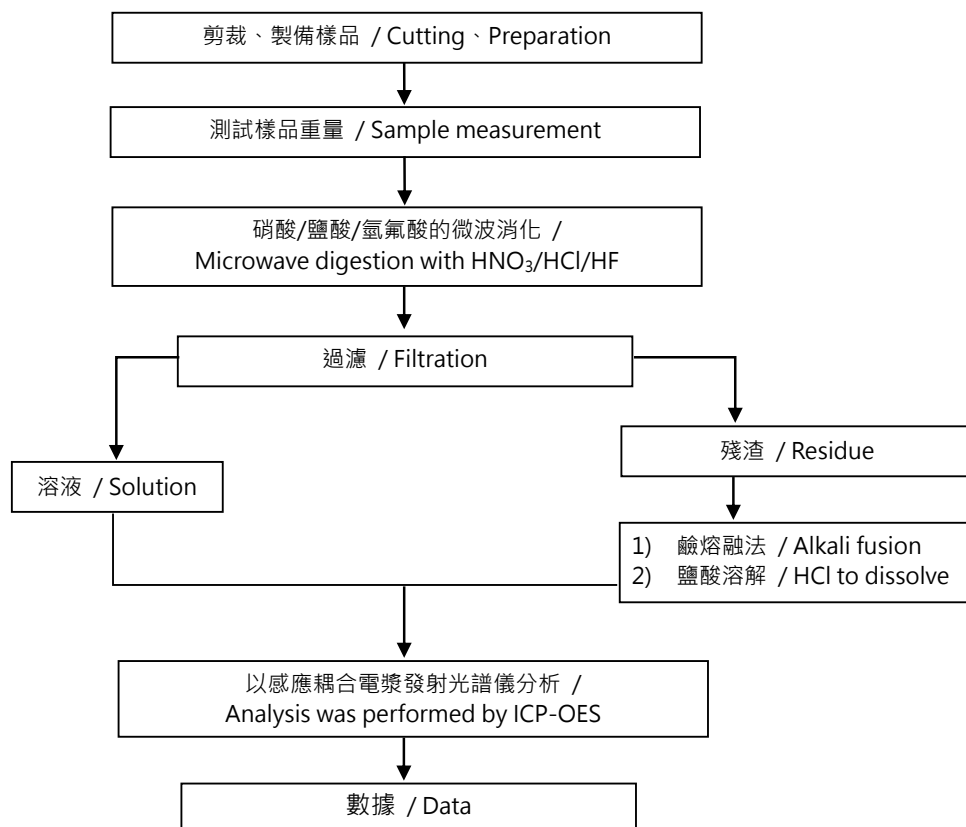 剪裁、製備樣品 / Cutting、Preparation
測試樣品重量 / Sample measurement
硝酸/鹽酸/氫氟酸的微波消化 /
Microwave digestion with HNO₃/HCl/HF
過濾 / Filtration
溶液 / Solution
殘渣 / Residue
1) 鹼熔融法 / Alkali fusion
2) 鹽酸溶解 / HCl to dissolve
以感應耦合電漿發射光譜儀分析 /
Analysis was performed by ICP-OES
數據 / Data